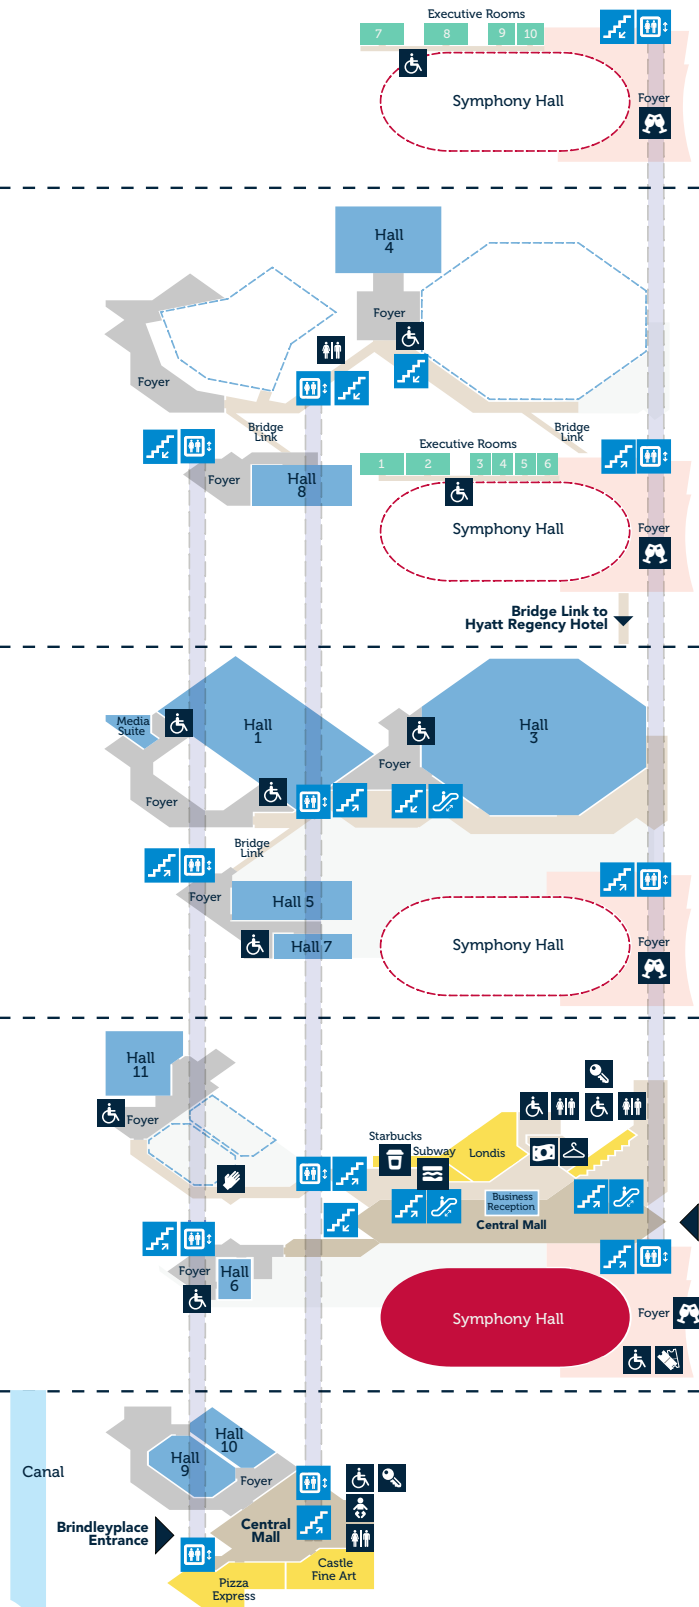 Executive Rooms
7
8
9
10
Symphony Hall
Foyer
Hall
4
Foyer
Foyer
Bridge
Link
Bridge
Link
Executive Rooms
1
2
3
4
5
6
Foyer
Hall
8
Symphony Hall
Foyer
Bridge Link to
Hyatt Regency Hotel
Media
Suite
Hall
1
Hall
3
Foyer
Foyer
Bridge
Link
Foyer
Hall 5
Hall 7
Symphony Hall
Foyer
Hall
11
Foyer
Starbucks
Subway
Londis
Business
Reception
Central Mall
Foyer
Hall
6
Symphony Hall
Foyer
Hall
10
Hall
9
Foyer
Canal
Brindleyplace
Entrance
Central
Mall
Castle
Fine Art
Pizza
Express